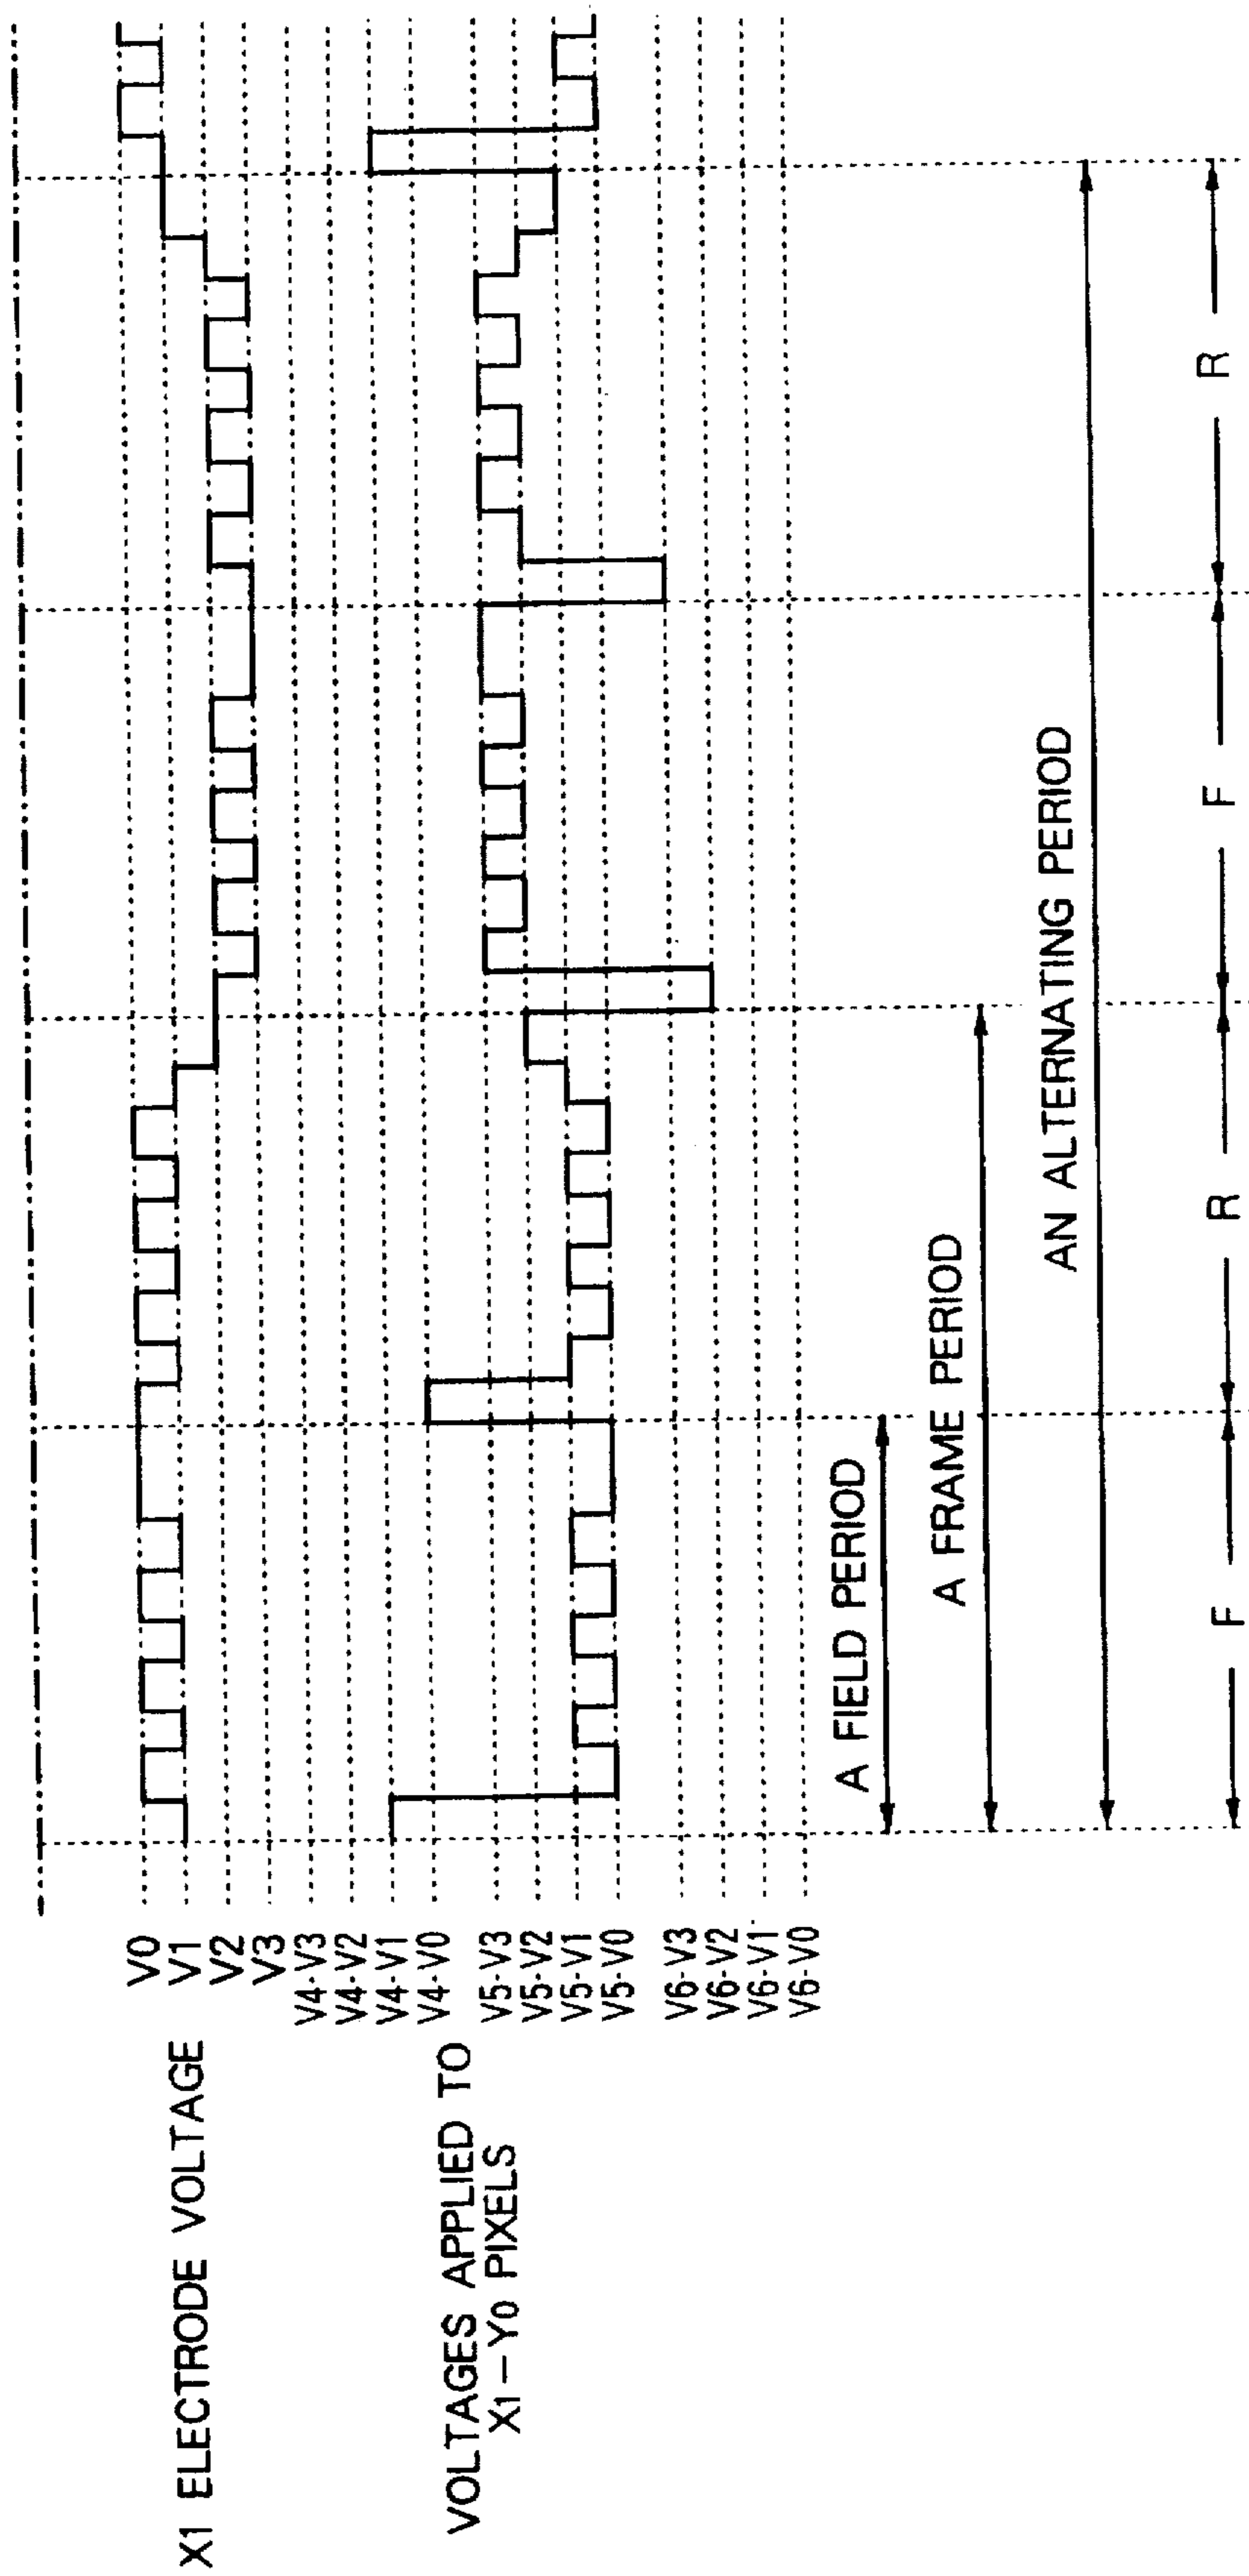 X1 ELECTRODE VOLTAGE
V0
V1
V2
V3
VOLTAGES APPLIED TO
X1-Y0 PIXELS
V4-V3
V4-V2
V4-V1
V4-V0
V5-V3
V5-V2
V5-V1
V5-V0
V6-V3
V6-V2
V6-V1
V6-V0
A FIELD PERIOD
A FRAME PERIOD
AN ALTERNATING PERIOD
F R F R